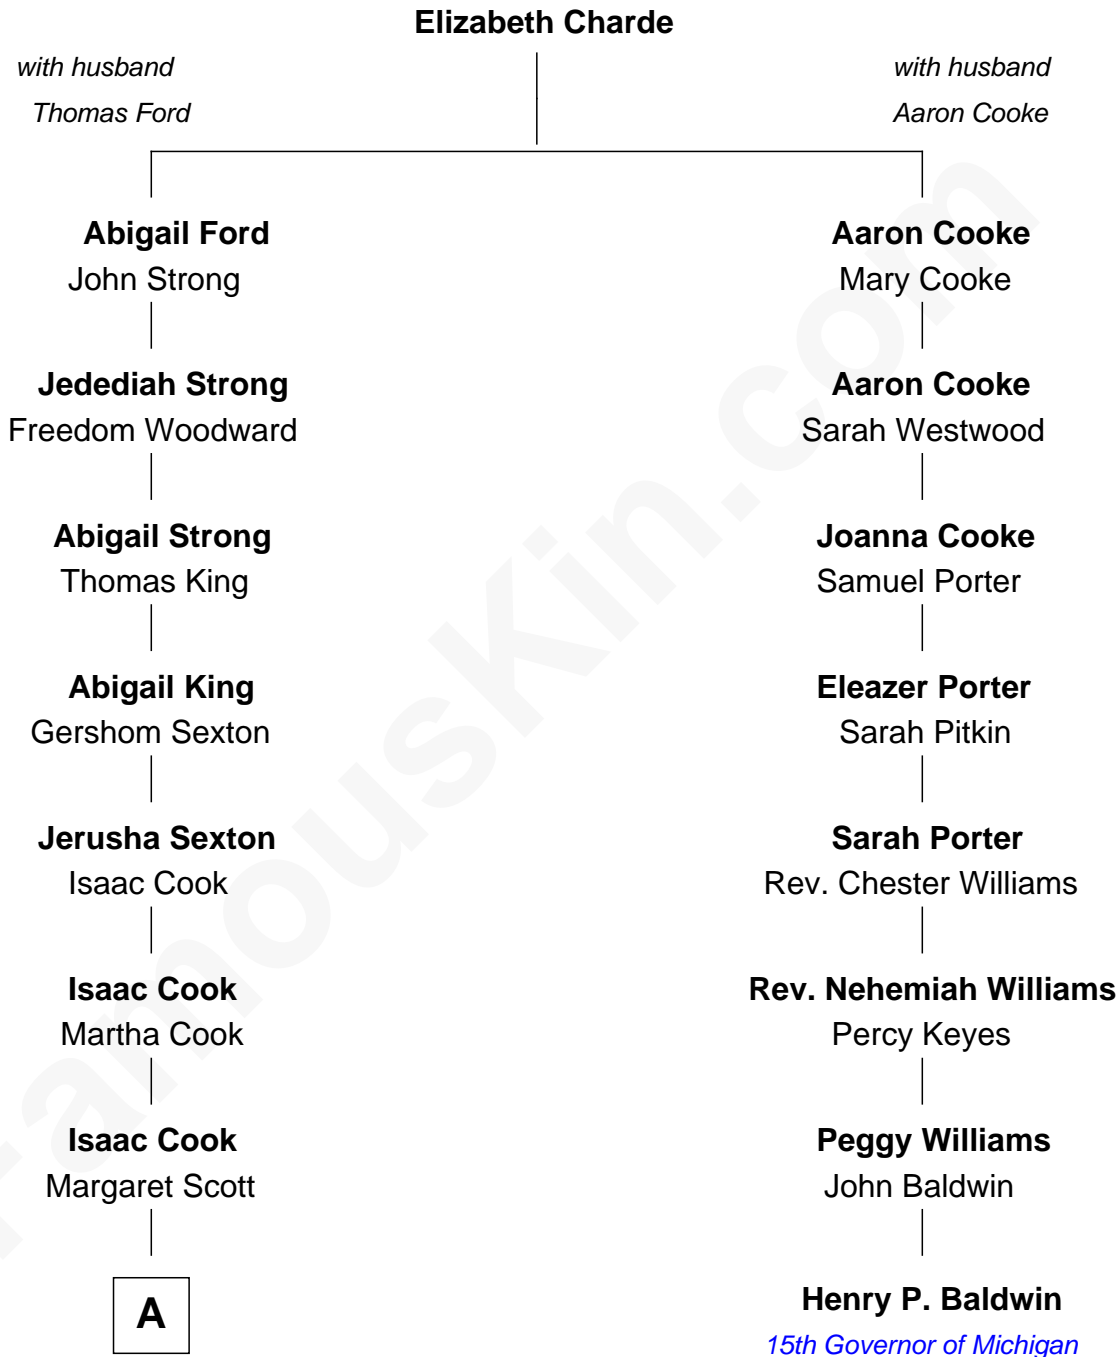 Elizabeth Charde
with husband
Thomas Ford
with husband
Aaron Cooke
Abigail Ford
John Strong
Aaron Cooke
Mary Cooke
Jedediah Strong
Freedom Woodward
Aaron Cooke
Sarah Westwood
Abigail Strong
Thomas King
Joanna Cooke
Samuel Porter
Abigail King
Gershom Sexton
Eleazer Porter
Sarah Pitkin
Jerusha Sexton
Isaac Cook
Sarah Porter
Rev. Chester Williams
Isaac Cook
Martha Cook
Rev. Nehemiah Williams
Percy Keyes
Isaac Cook
Margaret Scott
Peggy Williams
John Baldwin
A
Henry P. Baldwin
15th Governor of Michigan
FamousKin.com